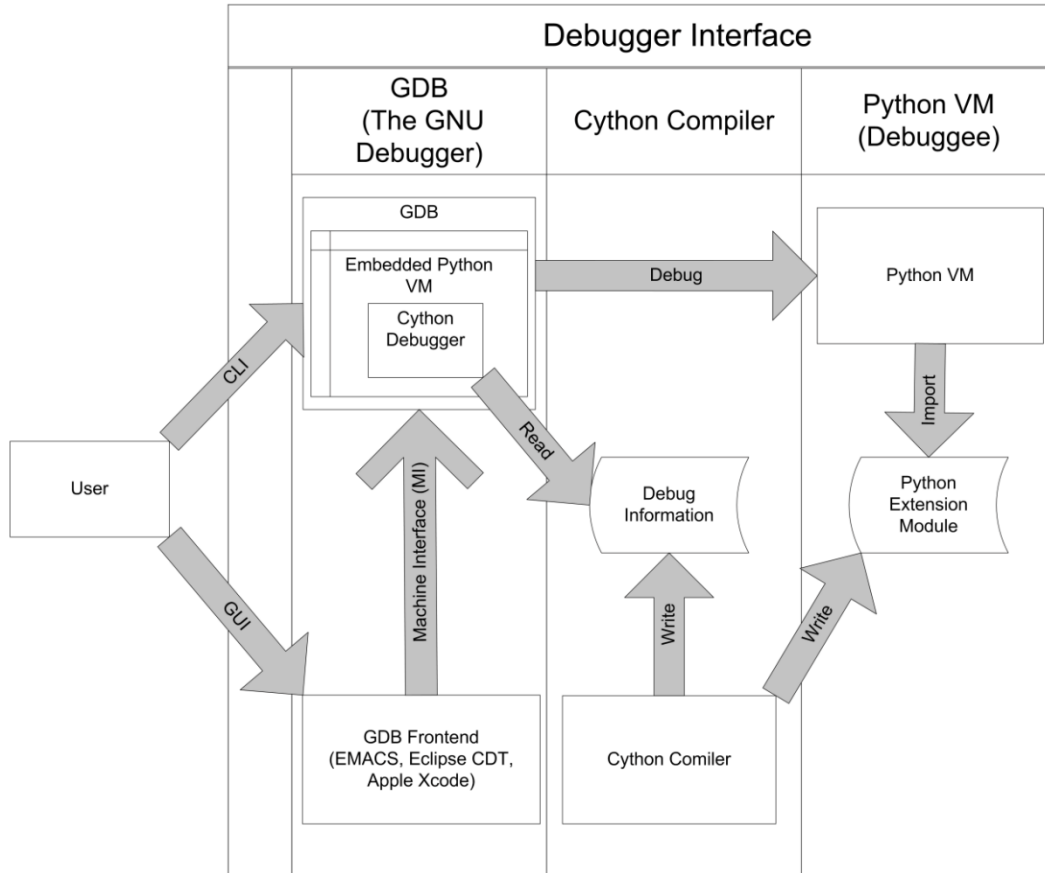 Debugger Interface
GDB
(The GNU
Debugger)
Cython Compiler
Python VM
(Debuggee)
GDB
Embedded Python
VM
Cython
Debugger
Debug
Python VM
CLI
Read
Import
User
Machine Interface (MI)
Debug
Information
Python
Extension
Module
GUI
Write
Write
GDB Frontend
(EMACS, Eclipse CDT,
Apple Xcode)
Cython Comiler